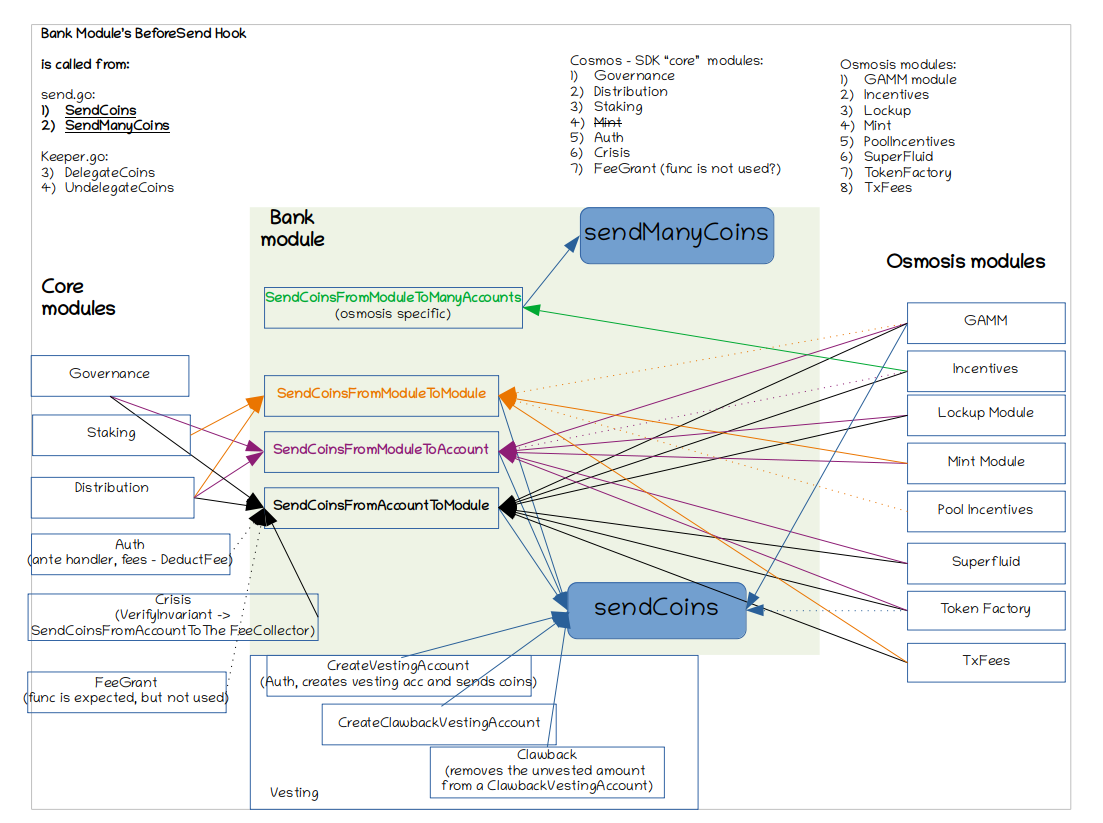 Bank Module's BeforeSend Hook
is called from:
send.go:
1) SendCoins
2) SendManyCoins
Keeper.go:
3) DelegateCoins
4) UndelegateCoins
Cosmos - SDK “core” modules:
1) Governance
2) Distribution
3) Staking
4) Mint
5) Auth
6) Crisis
7) FeeGrant (func is not used?)
Osmosis modules:
1) GAMM module
2) Incentives
3) Lockup
4) Mint
5) PoolIncentives
6) SuperFluid
7) TokenFactory
8) TxFees
Bank
module
sendManyCoins
SendCoinsFromModuleToManyAccounts
(osmosis specific)
SendCoinsFromModuleToModule
SendCoinsFromModuleToAccount
SendCoinsFromAccountToModule
sendCoins
Core
modules
Governance
Staking
Distribution
Auth
(ante handler, fees - DeductFee)
Crisis
(VerifyInvariant ->
SendCoinsFromAccountToThe FeeCollector)
FeeGrant
(func is expected, but not used)
Osmosis modules
GAMM
Incentives
Lockup Module
Mint Module
Pool Incentives
Superfluid
Token Factory
TxFees
CreateVestingAccount
(Auth, creates vesting acc and sends coins)
CreateClawbackVestingAccount
Clawback
(removes the unvested amount
from a ClawbackVestingAccount)
Vesting